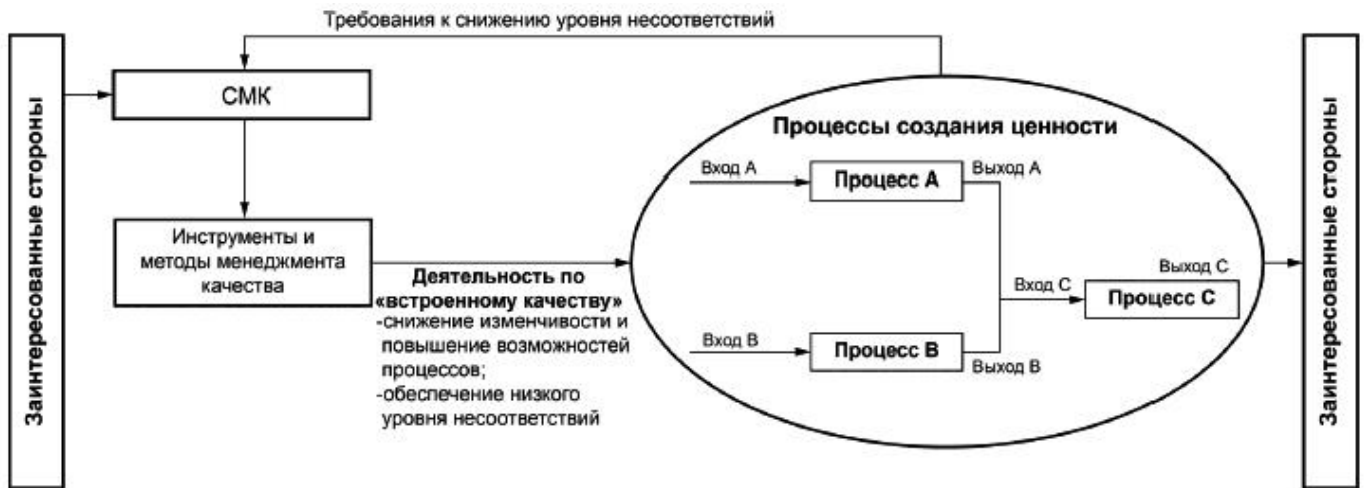 Требования к снижению уровня несоответствий
Заинтересованные стороны
СМК
Инструменты и
методы менеджмента
качества
Деятельность по
«встроенному качеству»
-снижение изменчивости и
повышение возможностей
процессов;
-обеспечение низкого
уровня несоответствий
Процессы создания ценности
Вход А
Процесс А
Выход А
Вход В
Процесс В
Выход В
Вход С
Процесс С
Выход С
Заинтересованные стороны